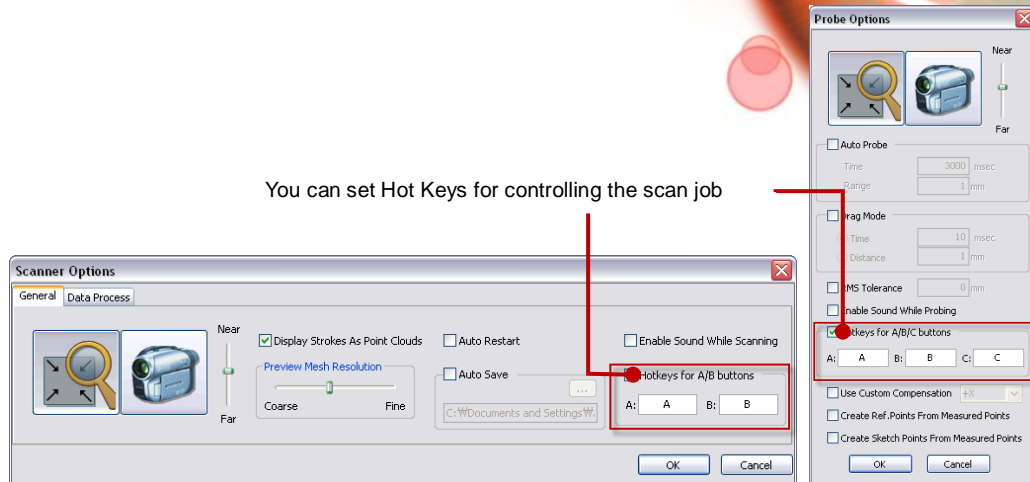 You can set Hot Keys for controlling the scan job
Scanner Options
General Data Process
Near
Far
Display Strokes As Point Clouds
Preview Mesh Resolution
Coarse Fine
Auto Restart
Auto Save
...
C:₩Documents and Settings₩
Enable Sound While Scanning
Hotkeys for A/B buttons
A: A B: B
OK Cancel
Probe Options
Near
Far
Auto Probe
Time 3000 msec
Range 1 mm
Drag Mode
Time 10 msec
Distance 1 mm
RMS Tolerance 0 mm
Enable Sound While Probing
Hotkeys for A/B/C buttons
A: A B: B C: C
Use Custom Compensation +X
Create Ref.Points From Measured Points
Create Sketch Points From Measured Points
OK Cancel